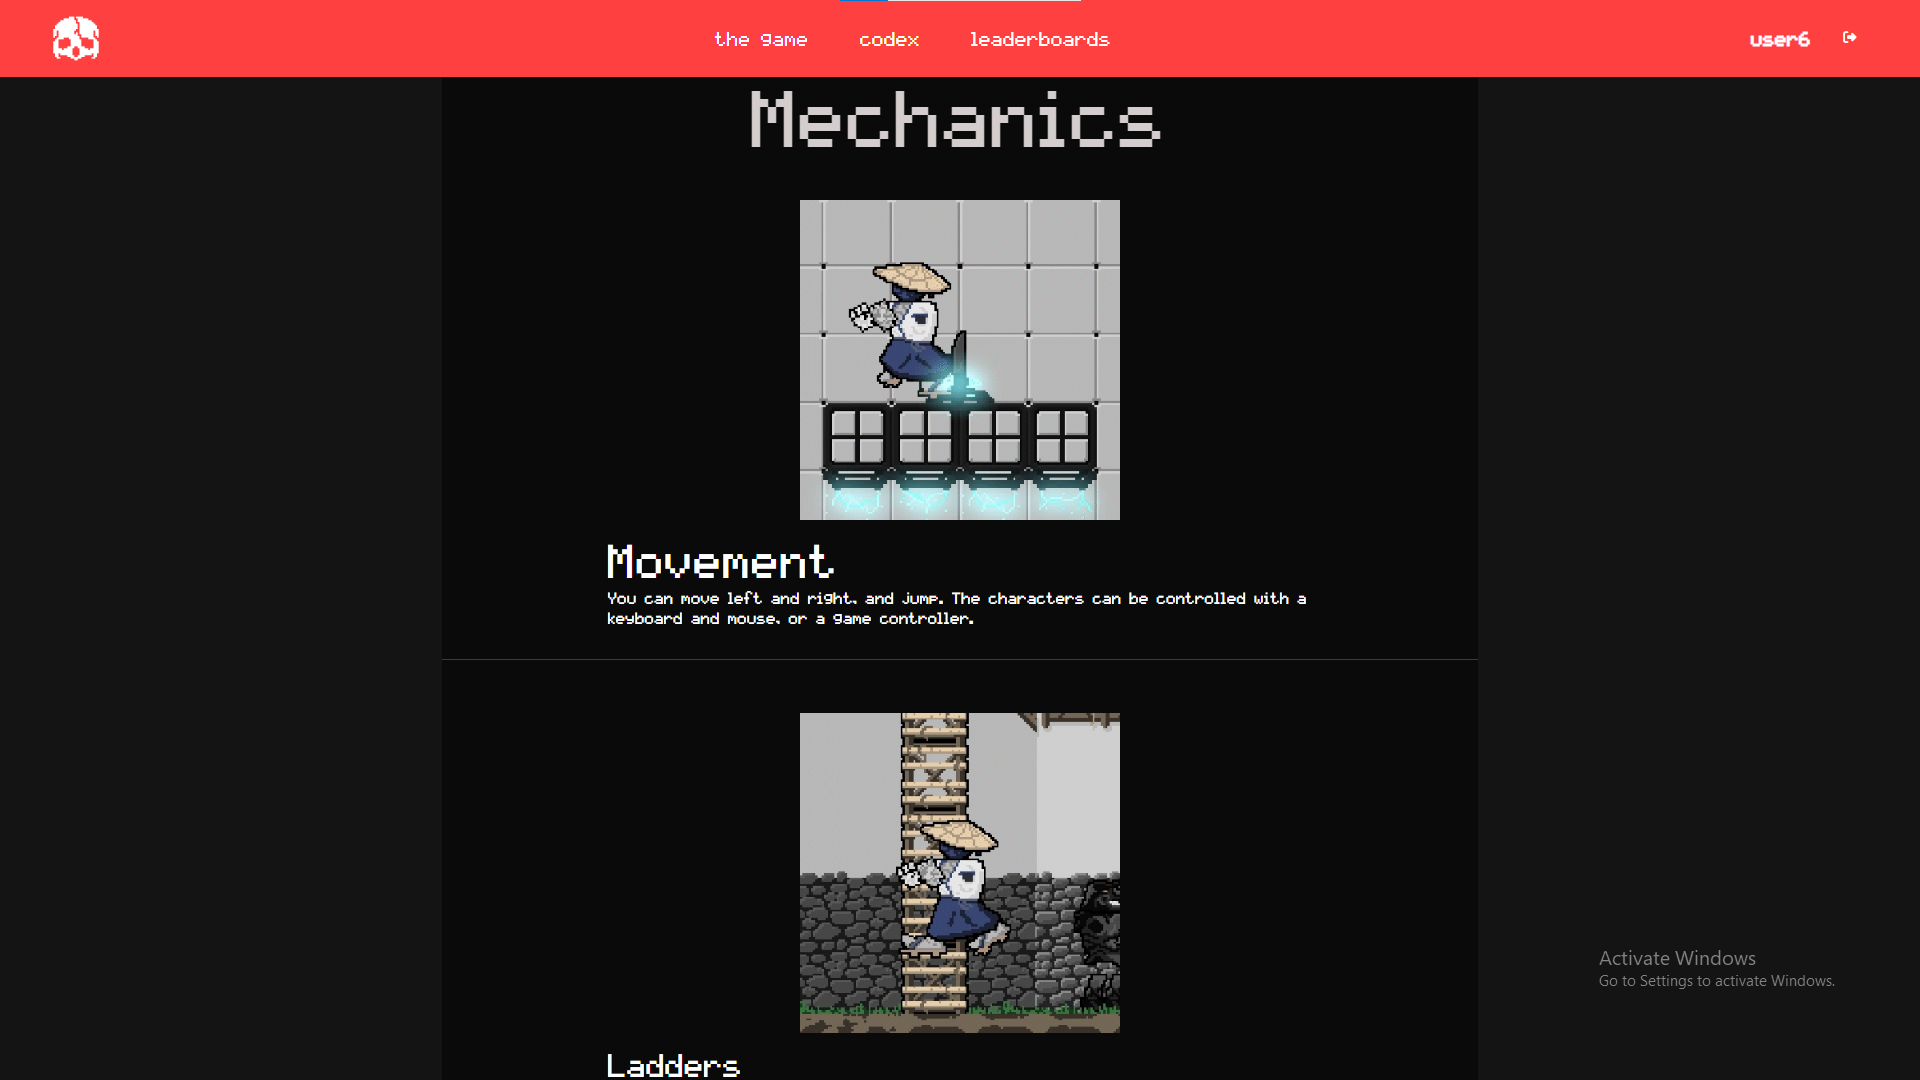 the game codex leaderboards user6
Mechanics
Movement
You can move left and right, and jump. The characters can be controlled with a
keyboard and mouse, or a game controller.
Ladders
Activate Windows
Go to Settings to activate Windows.